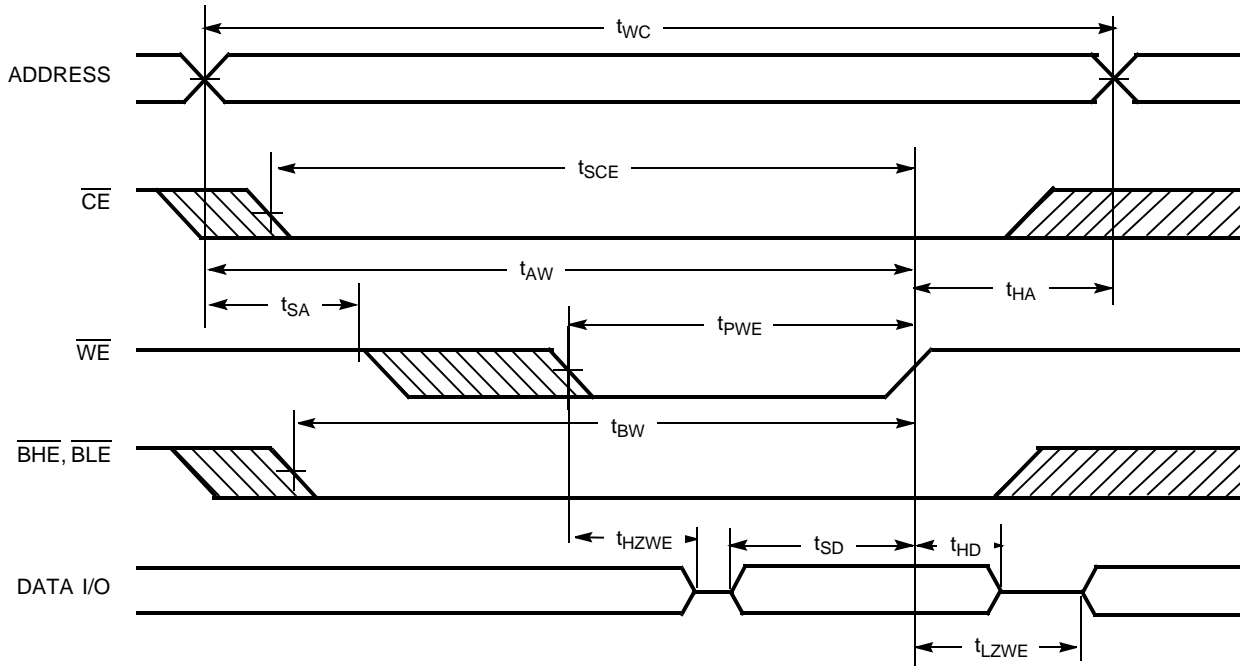 tWC
ADDRESS
tSCE
CE
tAW
tHA
tSA
tPWE
WE
tBW
BHE, BLE
tHZWE
tSD
tHD
DATA I/O
tLZWE